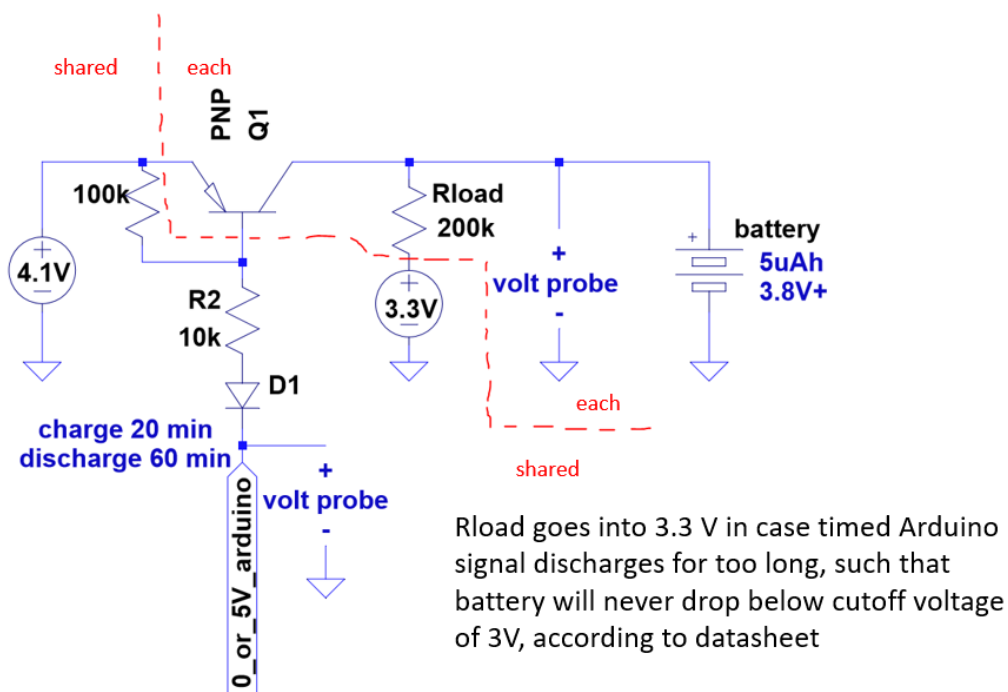 shared
each
PNP
Q1
100k
Rload
200k
battery
5uAh
3.8V+
+
4.1V
R2
10k
+
3.3V
+
volt probe
-
D1
each
charge 20 min
discharge 60 min
shared
+
volt probe
-
0_or_5V_arduino
Rload goes into 3.3 V in case timed Arduino
signal discharges for too long, such that
battery will never drop below cutoff voltage
of 3V, according to datasheet